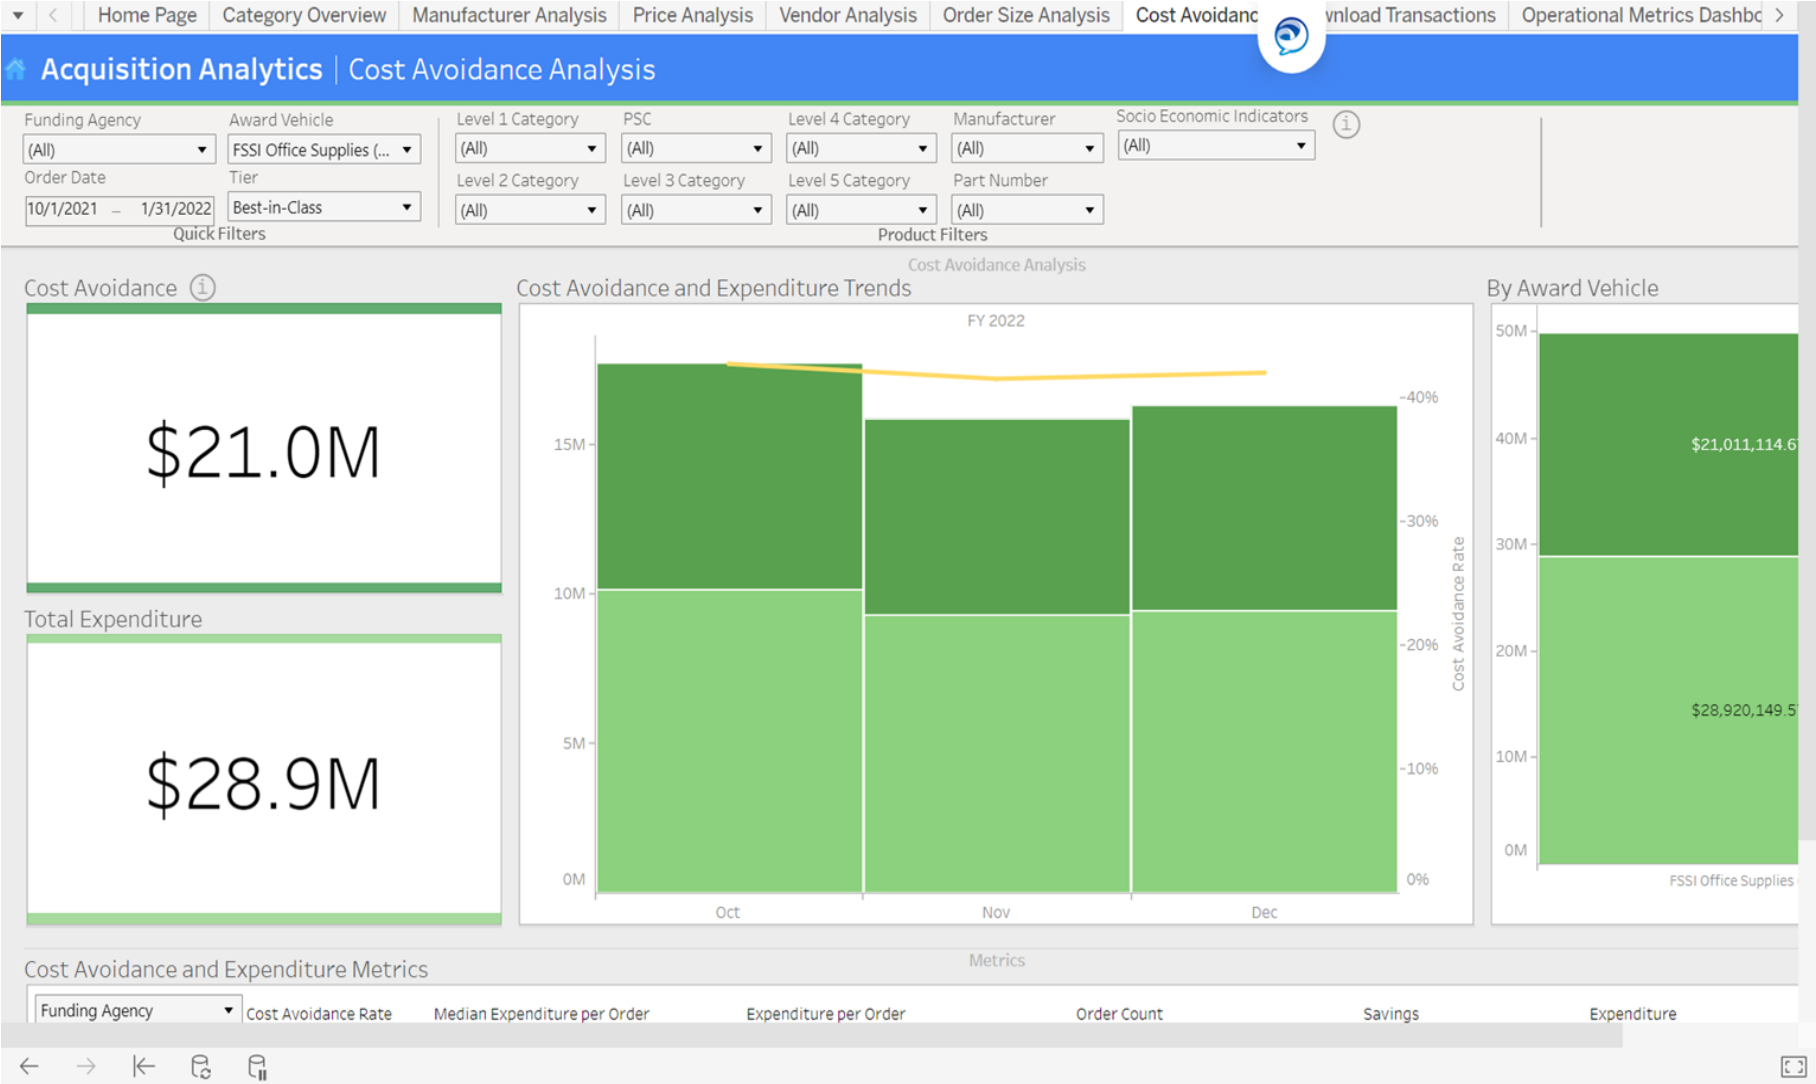 Home Page
Category Overview
Manufacturer Analysis
Price Analysis
Vendor Analysis
Order Size Analysis
Cost Avoidanc
wnload Transactions
Operational Metrics Dashbo
Acquisition Analytics | Cost Avoidance Analysis
Funding Agency
Award Vehicle
Level 1 Category
PSC
Level 4 Category
Manufacturer
Socio Economic Indicators
(All)
FSSI Office Supplies (...
(All)
(All)
(All)
(All)
(All)
Order Date
Tier
Level 2 Category
Level 3 Category
Level 5 Category
Part Number
10/1/2021 – 1/31/2022
Best-in-Class
(All)
(All)
(All)
(All)
Quick Filters
Product Filters
Cost Avoidance Analysis
Cost Avoidance
$21.0M
Total Expenditure
$28.9M
Cost Avoidance and Expenditure Trends
FY 2022
15M
10M
5M
0M
40%
30%
20%
10%
0%
Cost Avoidance Rate
Oct
Nov
Dec
By Award Vehicle
50M
40M
30M
20M
10M
0M
$21,011,114.6
$28,920,149.5
FSSI Office Supplies
Metrics
Cost Avoidance and Expenditure Metrics
Funding Agency
Cost Avoidance Rate
Median Expenditure per Order
Expenditure per Order
Order Count
Savings
Expenditure